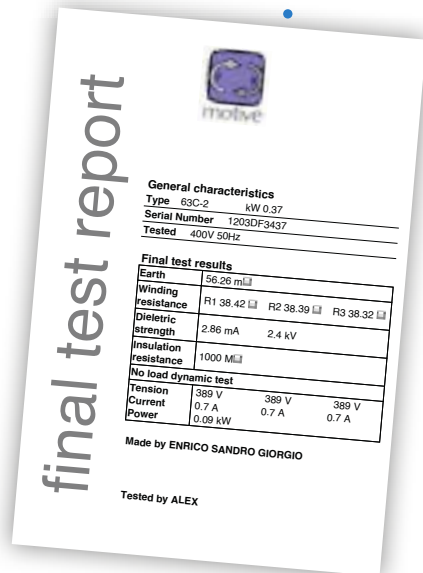 final test report
motive
General characteristics
Type 63C-2 kW 0.37
Serial Number 1203DF3437
Tested 400V 50Hz
Final test results
Earth 56.26 m
Winding resistance R1 38.42 R2 38.39 R3 38.32
Dieletric strength 2.86 mA 2.4 kV
Insulation resistance 1000 M
No load dynamic test
Tension 389 V 389 V 389 V
Current 0.7 A 0.7 A 0.7 A
Power 0.09 kW
Made by ENRICO SANDRO GIORGIO
Tested by ALEX